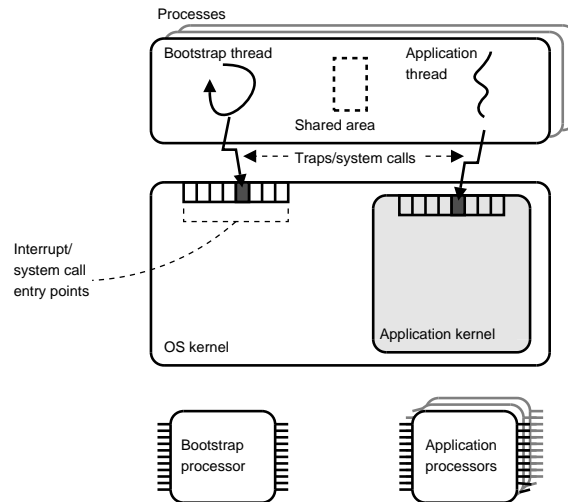 Processes
Bootstrap thread
Application
thread
Shared area
Traps/system calls
Interrupt/
system call
entry points
Application kernel
OS kernel
Bootstrap
processor
Application
processors